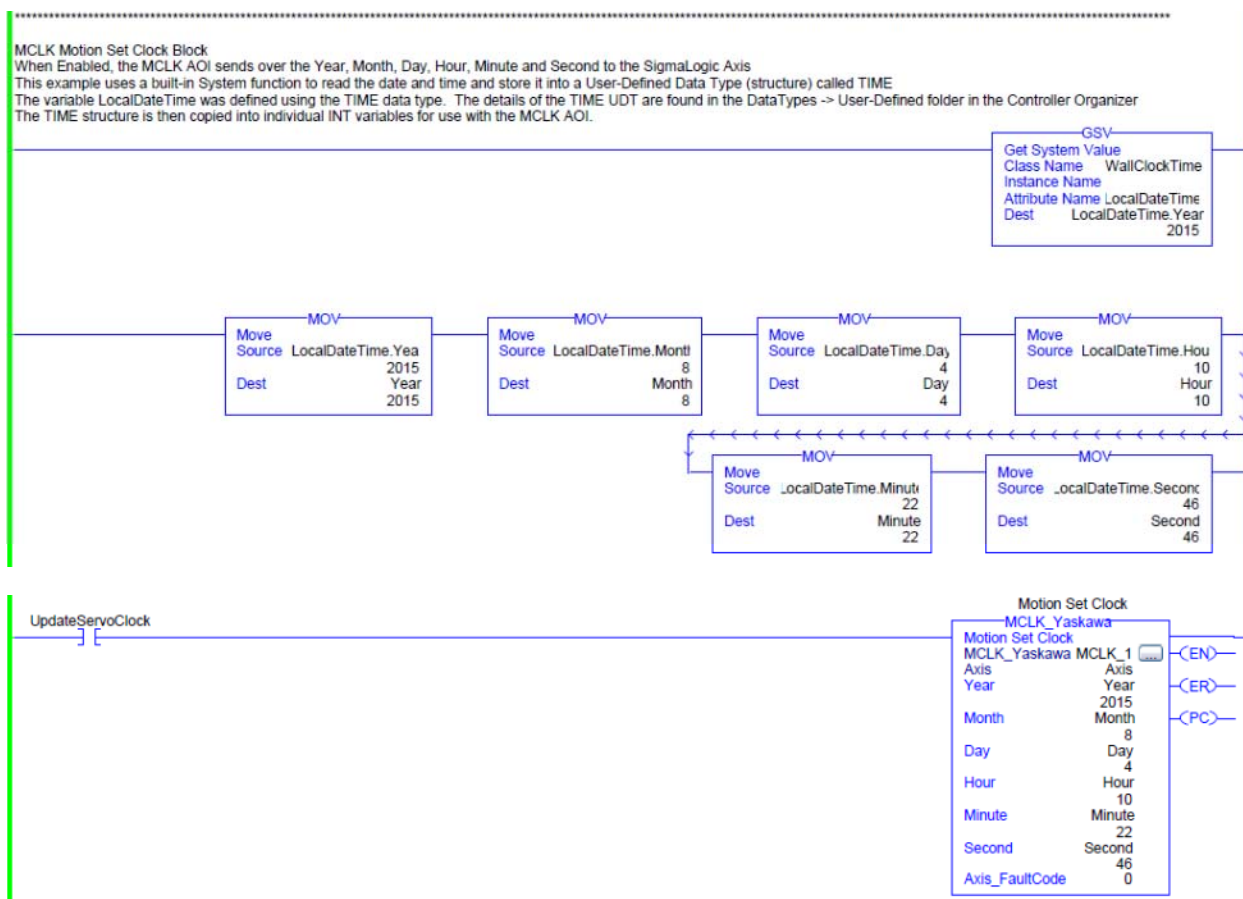 ****************************************************************************************************
MCLK Motion Set Clock Block
When Enabled, the MCLK AOI sends over the Year, Month, Day, Hour, Minute and Second to the SigmaLogic Axis
This example uses a built-in System function to read the date and time and store it into a User-Defined Data Type (structure) called TIME
The variable LocalDateTime was defined using the TIME data type. The details of the TIME UDT are found in the DataTypes -> User-Defined folder in the Controller Organizer
The TIME structure is then copied into individual INT variables for use with the MCLK AOI.
GSV
Get System Value
Class Name WallClockTime
Instance Name
Attribute Name LocalDateTime
Dest LocalDateTime.Year
2015
MOV
Move
Source LocalDateTime.Yea
2015
Dest Year
2015
MOV
Move
Source LocalDateTime.Montl
8
Dest Month
8
MOV
Move
Source LocalDateTime.Day
4
Dest Day
4
MOV
Move
Source LocalDateTime.Hou
10
Dest Hour
10
MOV
Move
Source LocalDateTime.Minute
22
Dest Minute
22
MOV
Move
Source LocalDateTime.Second
46
Dest Second
46
UpdateServoClock
Motion Set Clock
MCLK_Yaskawa
Motion Set Clock
MCLK_Yaskawa MCLK_1 ...
Axis Axis
Year Year
2015
Month Month
8
Day Day
4
Hour Hour
10
Minute Minute
22
Second Second
46
Axis_FaultCode 0
EN
ER
PC